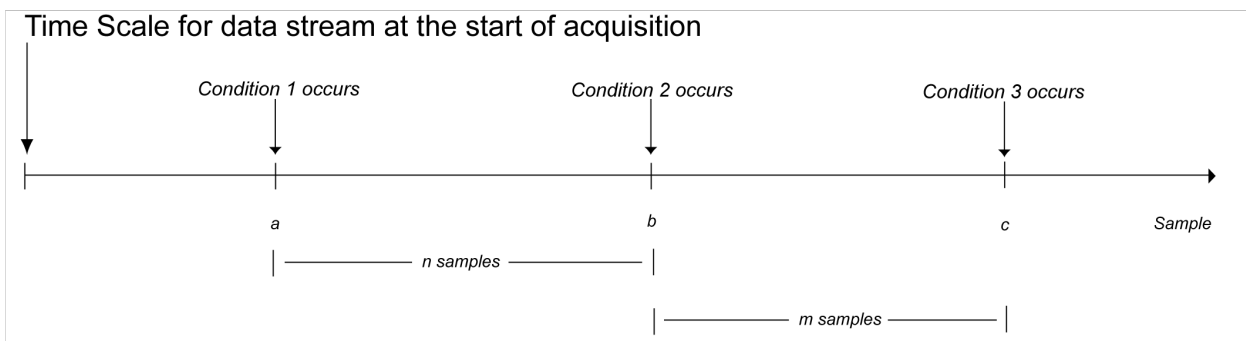 Time Scale for data stream at the start of acquisition
Condition 1 occurs
Condition 2 occurs
Condition 3 occurs
a
b
c
Sample
n samples
m samples